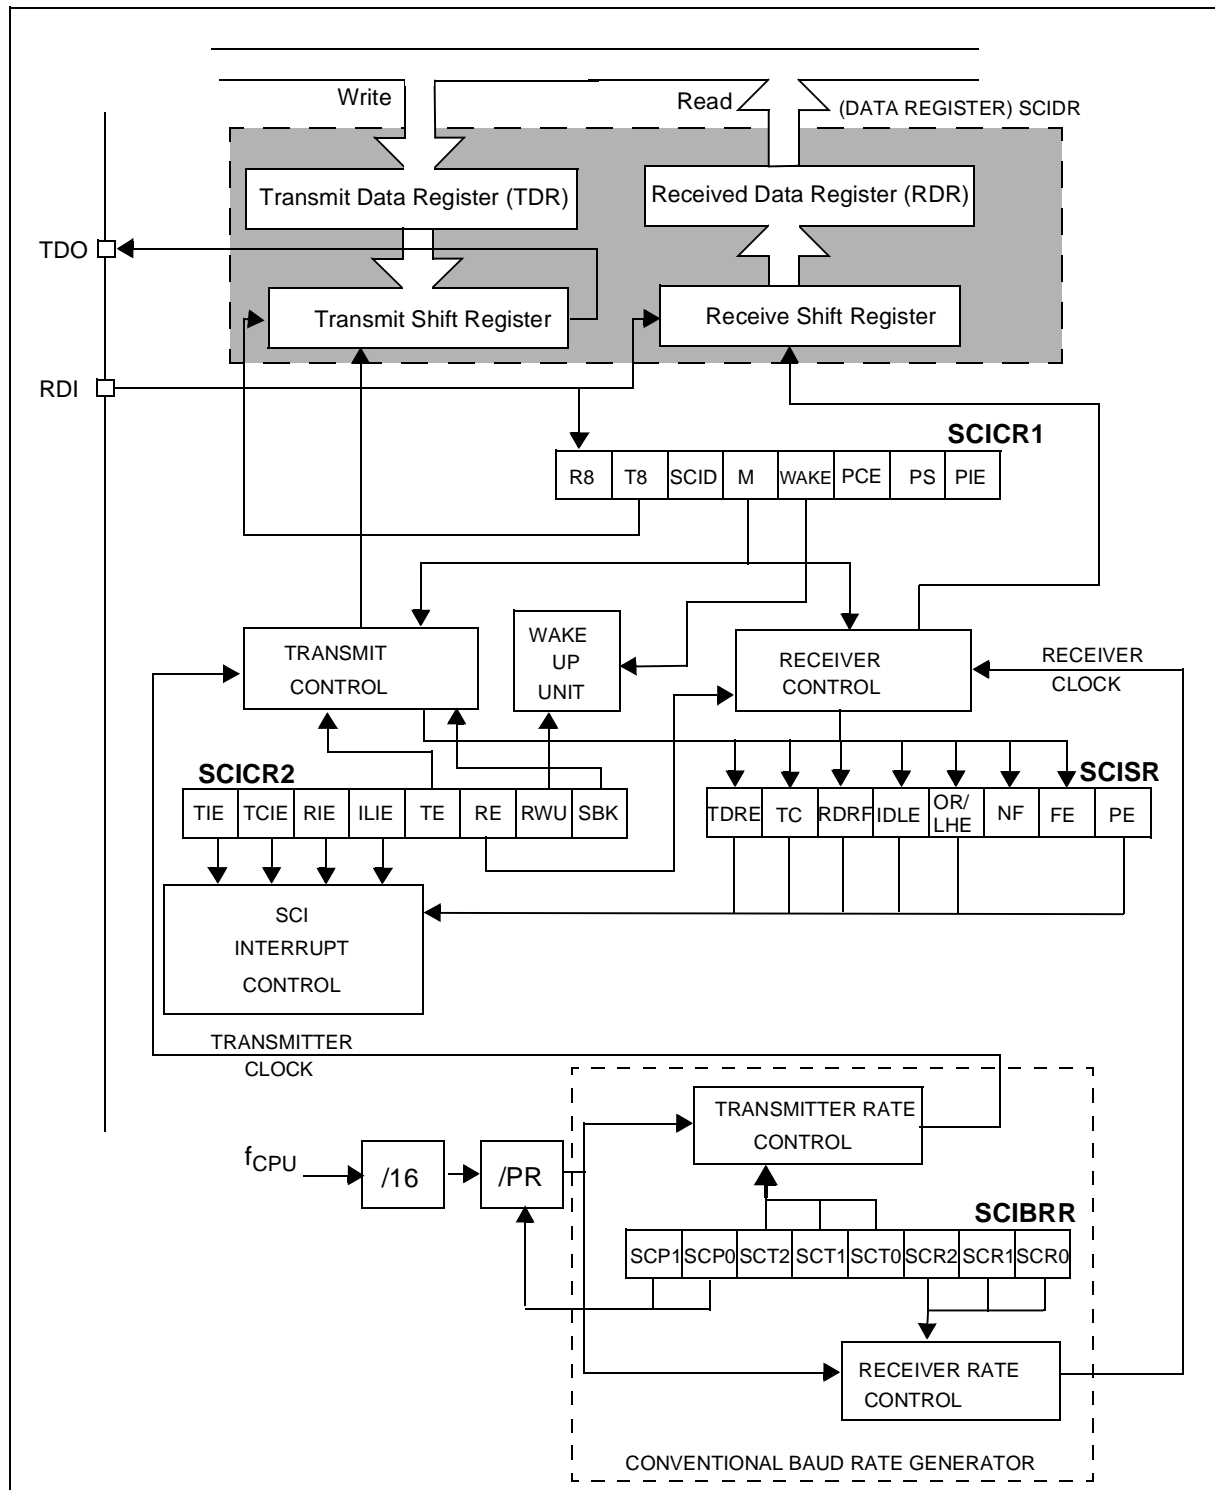 Write
Read
(DATA REGISTER) SCIDR
Transmit Data Register (TDR)
Received Data Register (RDR)
TDO
Transmit Shift Register
Receive Shift Register
RDI
SCICR1
R8 T8 SCID M WAKE PCE PS PIE
TRANSMIT
CONTROL
WAKE
UP
UNIT
RECEIVER
CONTROL
RECEIVER
CLOCK
SCICR2
TIE TCIE RIE ILIE TE RE RWU SBK
SCISR
TDRE TC RDRF IDLE OR/
LHE NF FE PE
SCI
INTERRUPT
CONTROL
TRANSMITTER
CLOCK
TRANSMITTER RATE
CONTROL
fCPU
/16
/PR
SCIBRR
SCP1 SCP0 SCT2 SCT1 SCT0 SCR2 SCR1 SCR0
RECEIVER RATE
CONTROL
CONVENTIONAL BAUD RATE GENERATOR